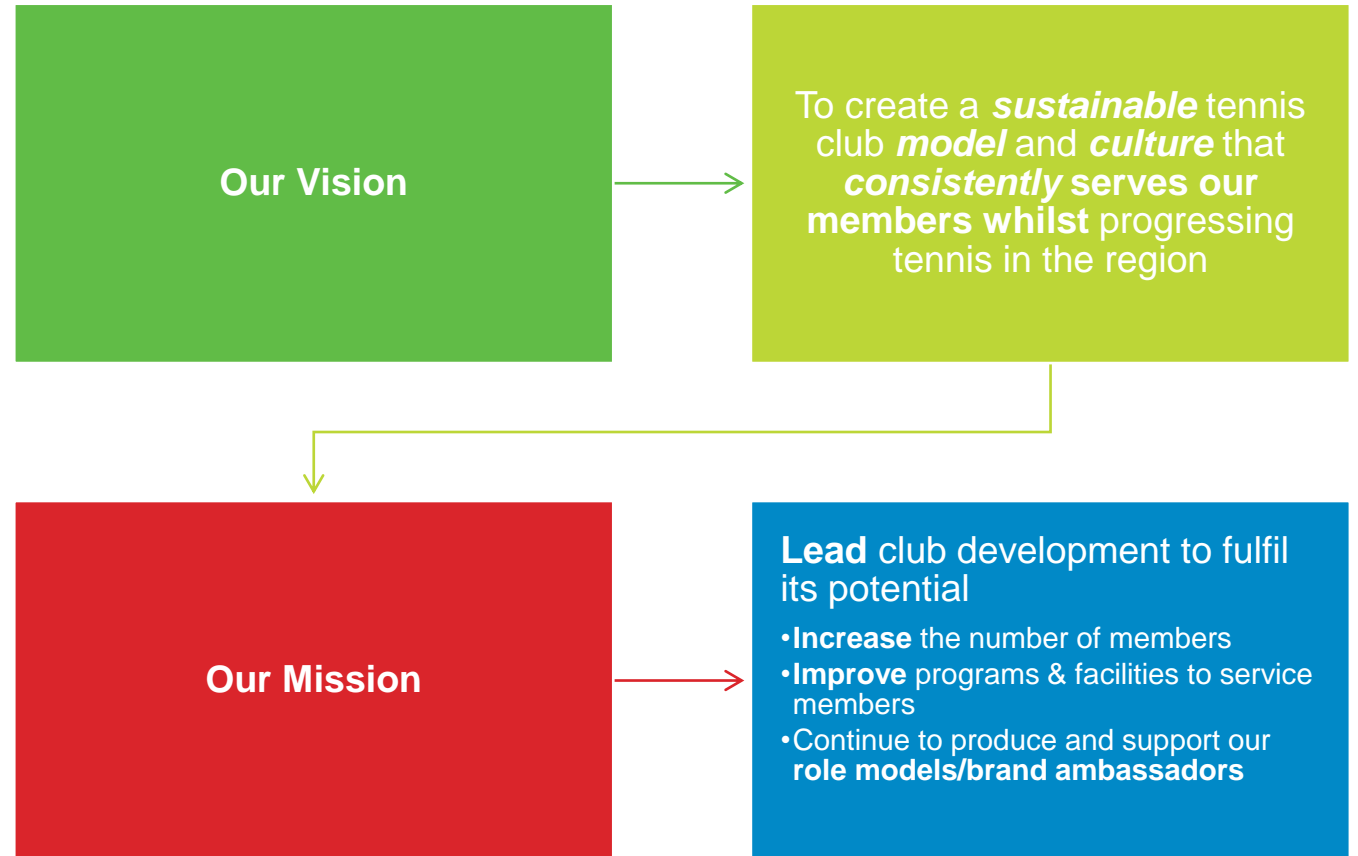 Our Vision
To create a sustainable tennis
club model and culture that
consistently serves our
members whilst progressing
tennis in the region
Our Mission
Lead club development to fulfil
its potential
•Increase the number of members
•Improve programs & facilities to service
members
•Continue to produce and support our
role models/brand ambassadors